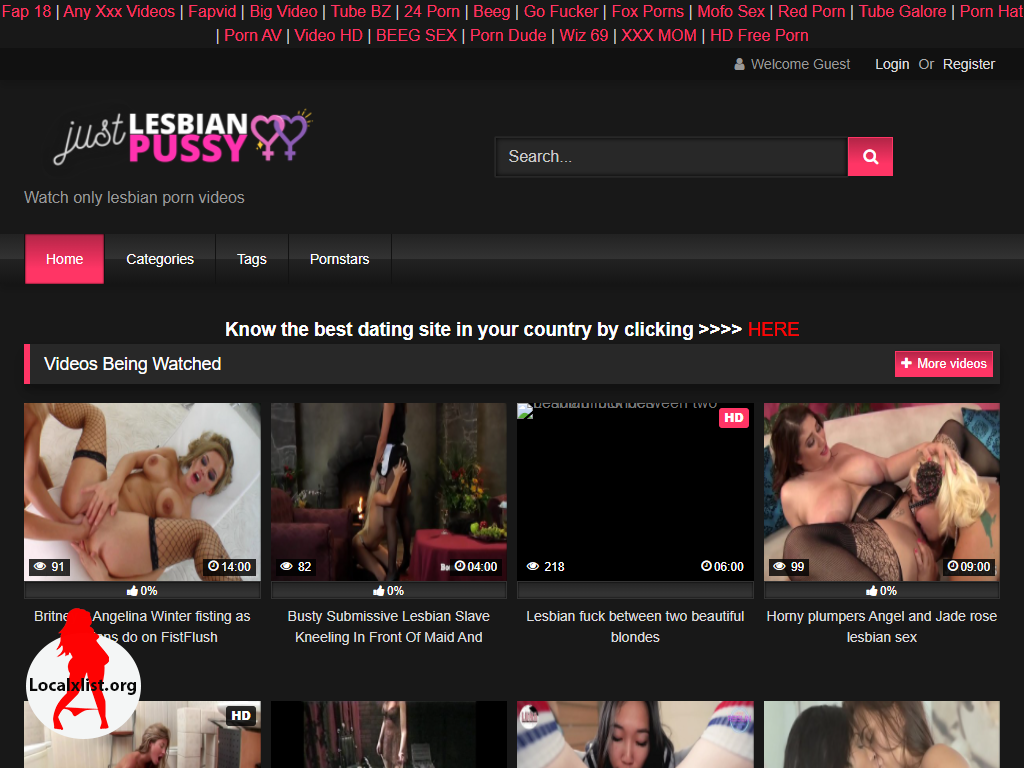 Fap 18 | Any Xxx Videos | Fapvid | Big Video | Tube BZ | 24 Porn | Beeg | Go Fucker | Fox Porns | Mofo Sex | Red Porn | Tube Galore | Porn Hat
| Porn AV | Video HD | BEEG SEX | Porn Dude | Wiz 69 | XXX MOM | HD Free Porn
Welcome Guest Login Or Register
just LESBIAN
PUSSY
Search...
Watch only lesbian porn videos
Home Categories Tags Pornstars
Know the best dating site in your country by clicking >>>> HERE
Videos Being Watched
More videos
HD
91 14:00
82 04:00
218 06:00
99 09:00
0%
0%
0%
Angelina Winter fisting as
do on FistFlush
Busty Submissive Lesbian Slave
Kneeling In Front Of Maid And
Lesbian fuck between two beautiful
blondes
Horny plumpers Angel and Jade rose
lesbian sex
Localxlist.org
HD